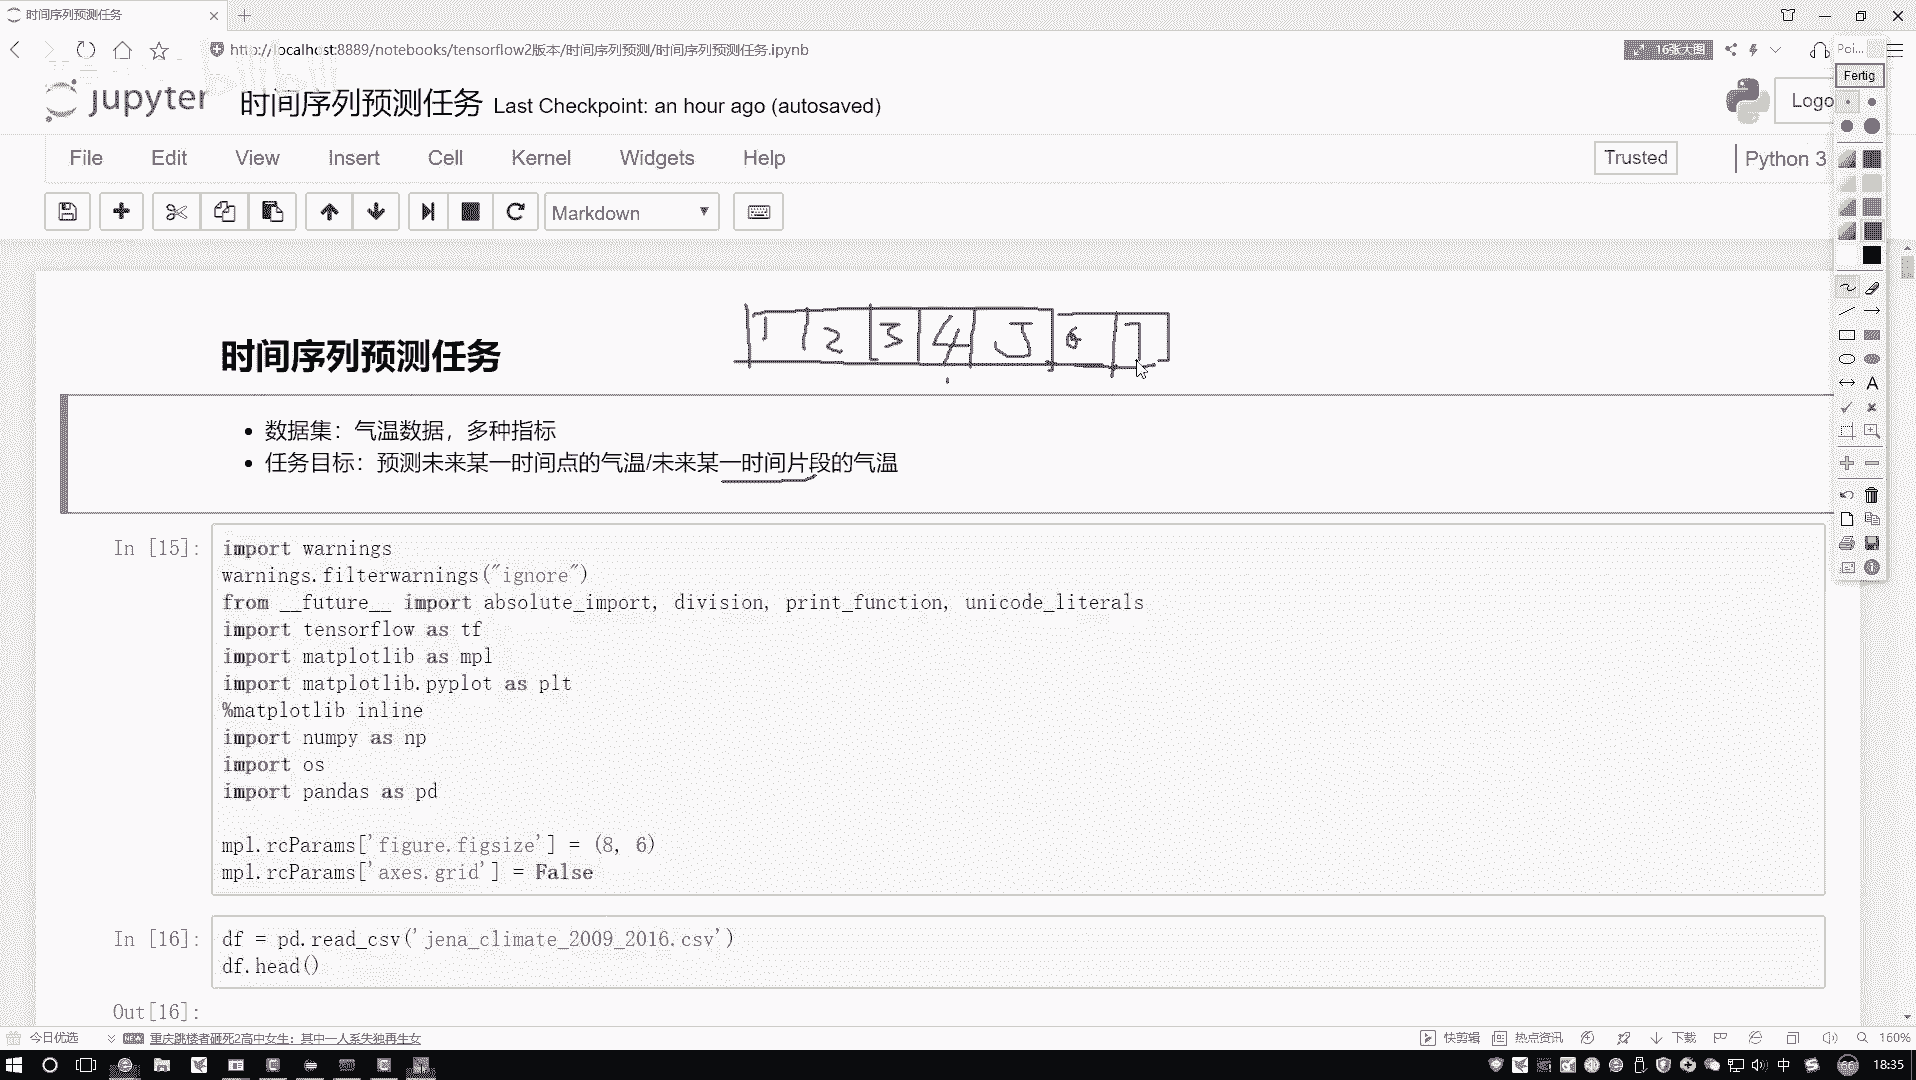 时间序列预测任务
http://localhost:8889/notebooks/tensorflow2版本/时间序列预测/时间序列预测任务.ipynb
16张大图
Poi...
Fertig
jupyter 时间序列预测任务 Last Checkpoint: an hour ago (autosaved)
Logo
File Edit View Insert Cell Kernel Widgets Help
Trusted
Python 3
Markdown
1 2 3 4 5 6 7
时间序列预测任务
• 数据集：气温数据，多种指标
• 任务目标：预测未来某一时间点的气温/未来某一时间片段的气温
In [15]:
import warnings
warnings.filterwarnings("ignore")
from __future__ import absolute_import, division, print_function, unicode_literals
import tensorflow as tf
import matplotlib as mpl
import matplotlib.pyplot as plt
%matplotlib inline
import numpy as np
import os
import pandas as pd
mpl.rcParams['figure.figsize'] = (8, 6)
mpl.rcParams['axes.grid'] = False
In [16]:
df = pd.read_csv('jena_climate_2009_2016.csv')
df.head()
Out[16]:
今日优选
重庆跳楼者砸死2高中女生：其中一人系失独再生女
快剪辑 热点资讯 下载 160%
中 66 18:35